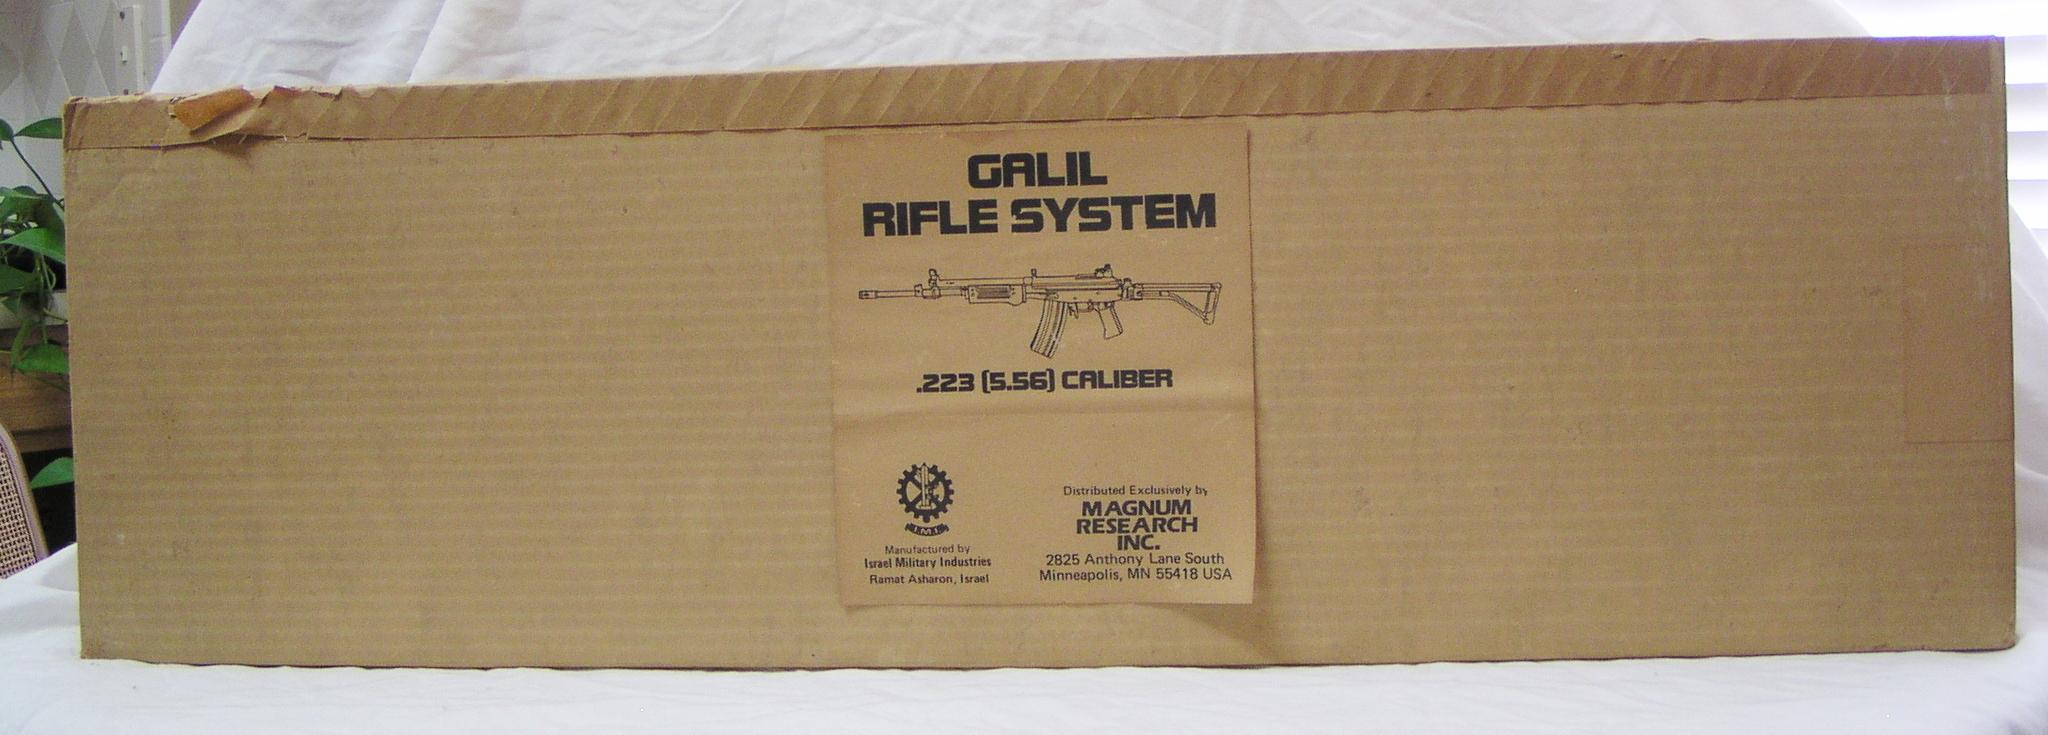 GALIL
RIFLE SYSTEM
.223 (5.56) CALIBER
I.M.I.
Manufactured by
Israel Military Industries
Ramat Asharon, Israel
Distributed Exclusively by
MAGNUM
RESEARCH
INC.
2825 Anthony Lane South
Minneapolis, MN 55418 USA